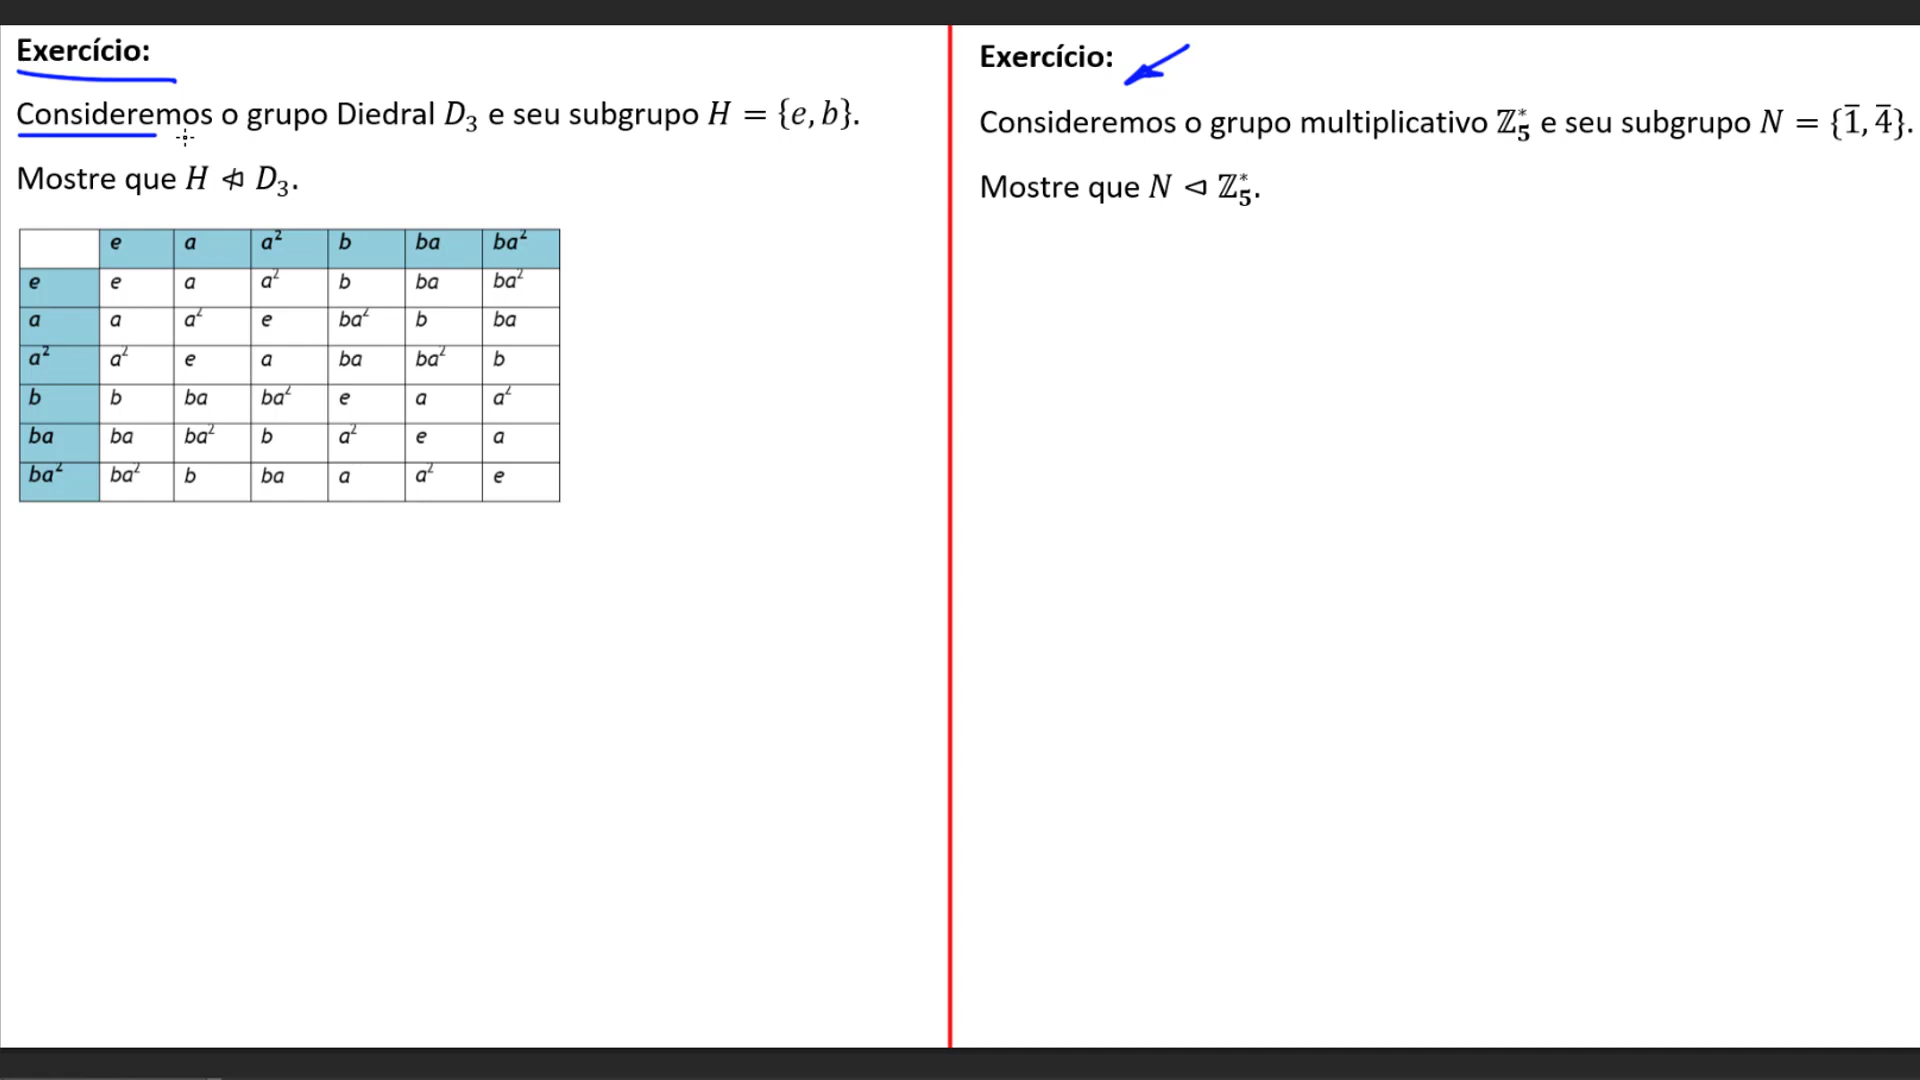 Exercício:
Consideremos o grupo Diedral D₃ e seu subgrupo H = {e, b}.
Mostre que H ⋪ D₃.
e a a² b ba ba²
e e a a² b ba ba²
a a a² e ba² b ba
a² a² e a ba ba² b
b b ba ba² e a a²
ba ba ba² b a² e a
ba² ba² b ba a a² e
Exercício:
Consideremos o grupo multiplicativo ℤ₅* e seu subgrupo N = {1̅, 4̅}.
Mostre que N ⊲ ℤ₅*.